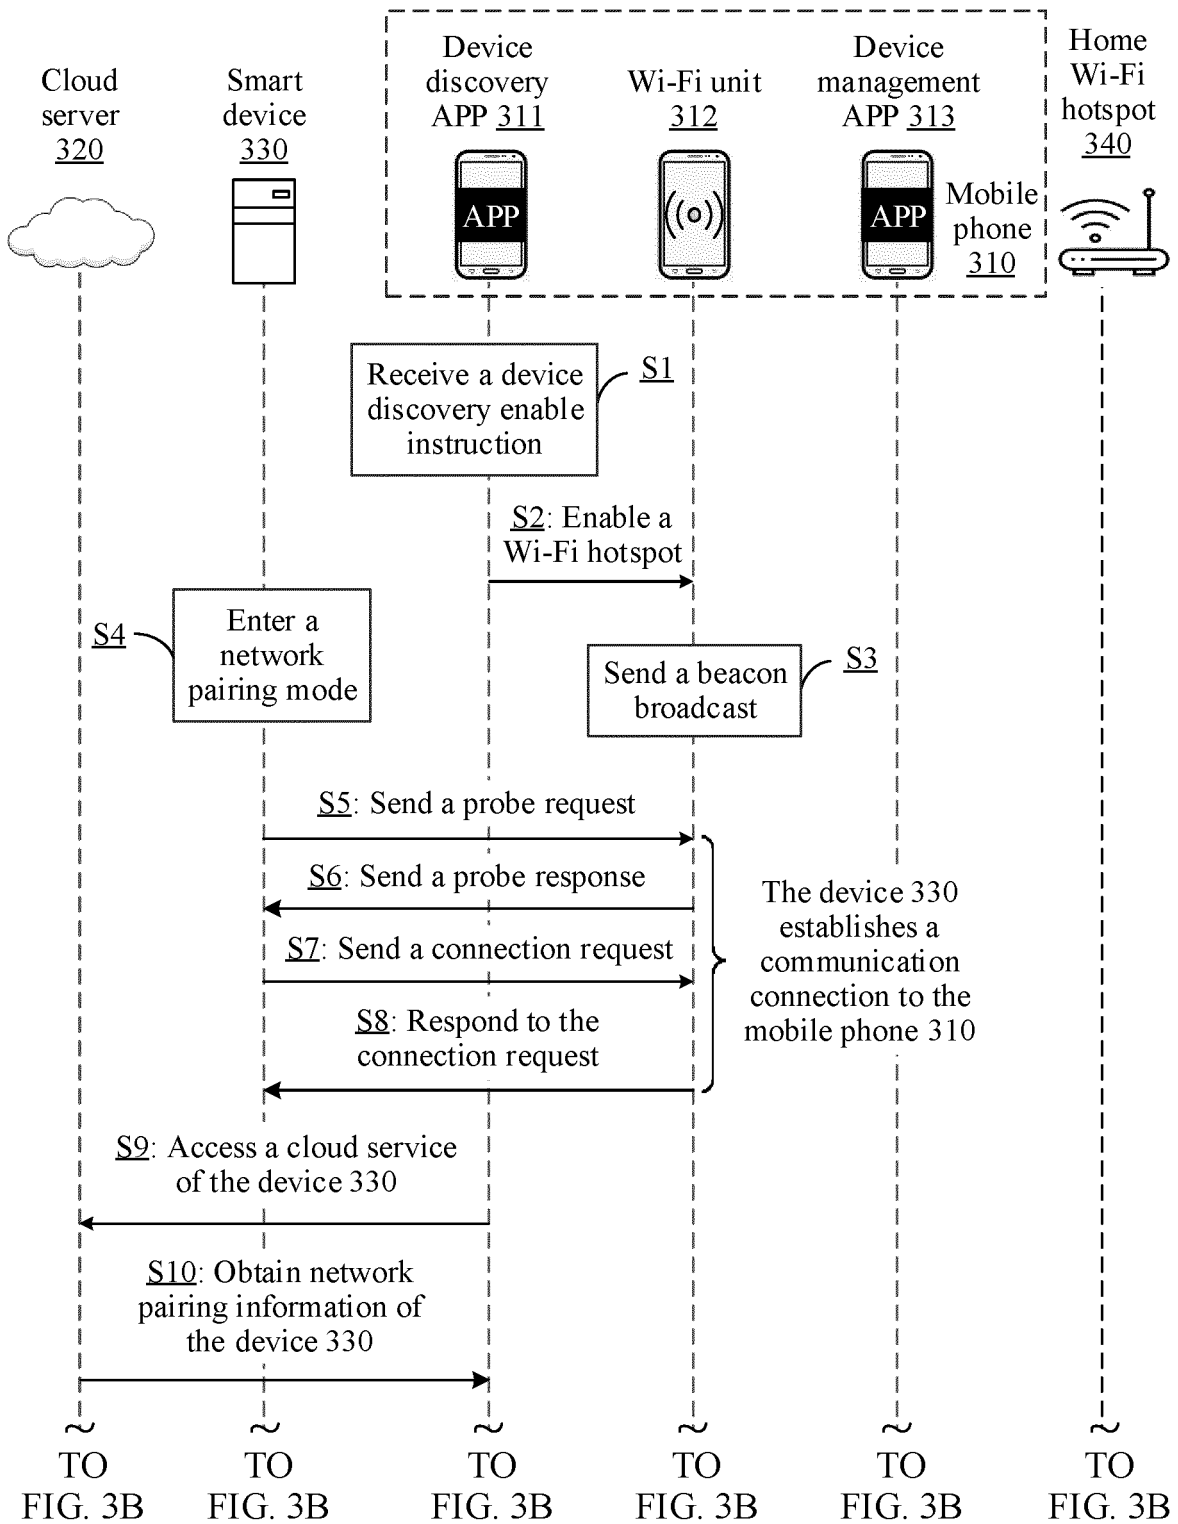 Cloud
server
320
Smart
device
330
Device
discovery
APP 311
Wi-Fi unit
312
Device
management
APP 313
Home
Wi-Fi
hotspot
340
APP
APP
Mobile
phone
310
Receive a device
discovery enable
instruction
S1
S2: Enable a
Wi-Fi hotspot
S4
Enter a
network
pairing mode
Send a beacon
broadcast
S3
S5: Send a probe request
S6: Send a probe response
S7: Send a connection request
S8: Respond to the
connection request
The device 330
establishes a
communication
connection to the
mobile phone 310
S9: Access a cloud service
of the device 330
S10: Obtain network
pairing information of
the device 330
TO
FIG. 3B
TO
FIG. 3B
TO
FIG. 3B
TO
FIG. 3B
TO
FIG. 3B
TO
FIG. 3B